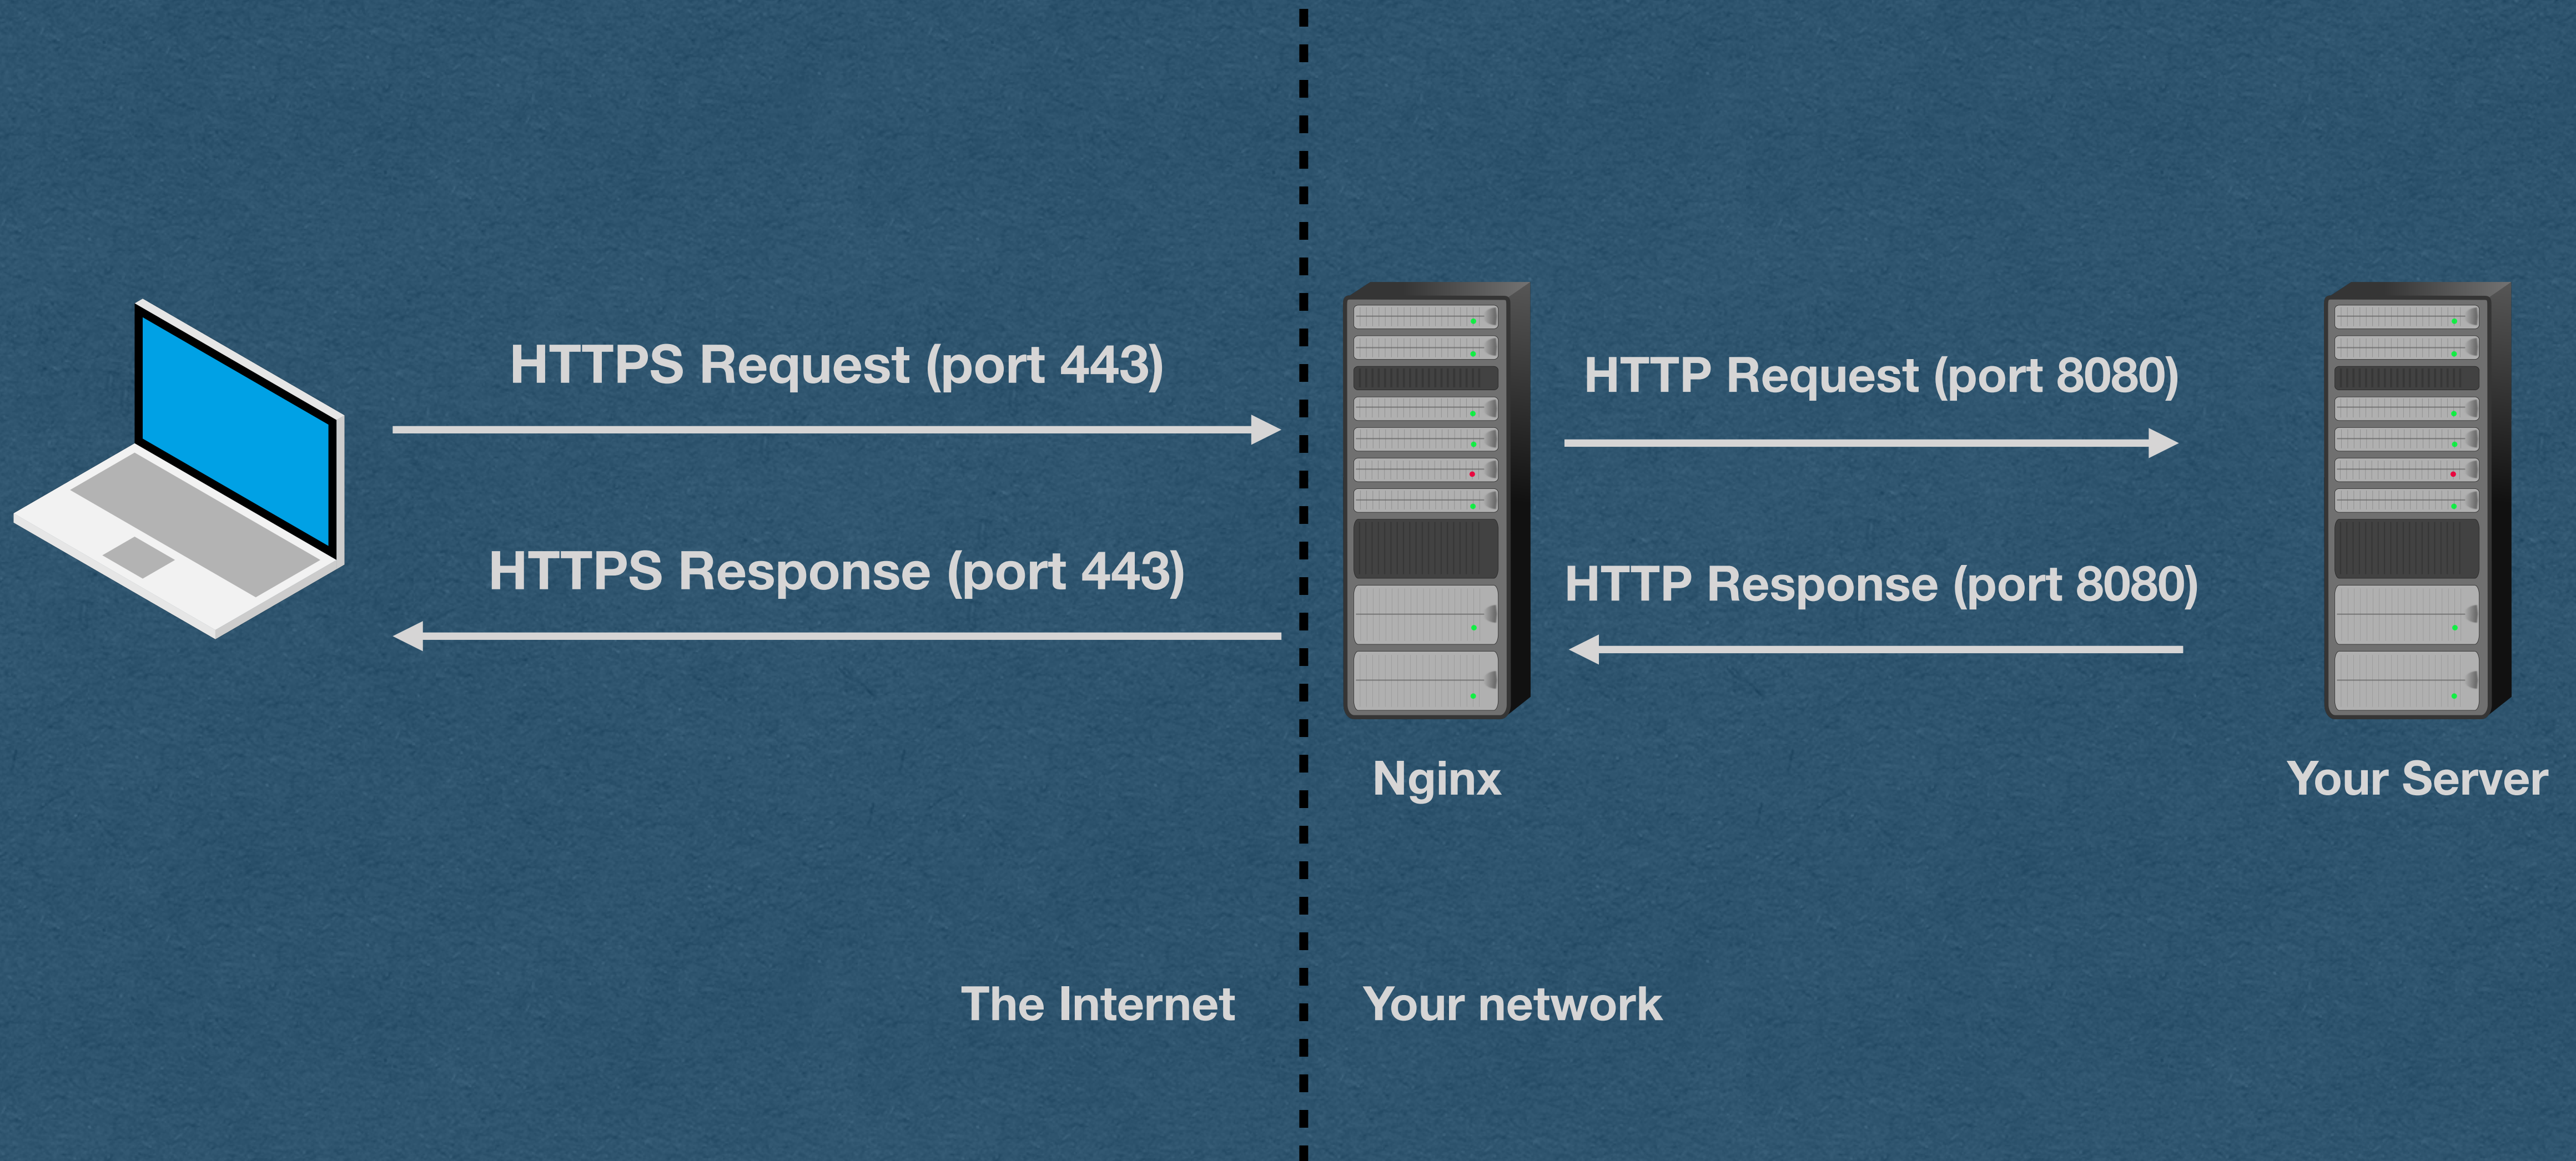 HTTPS Request (port 443)
HTTP Request (port 8080)
HTTPS Response (port 443)
HTTP Response (port 8080)
Nginx
Your Server
The Internet
Your network